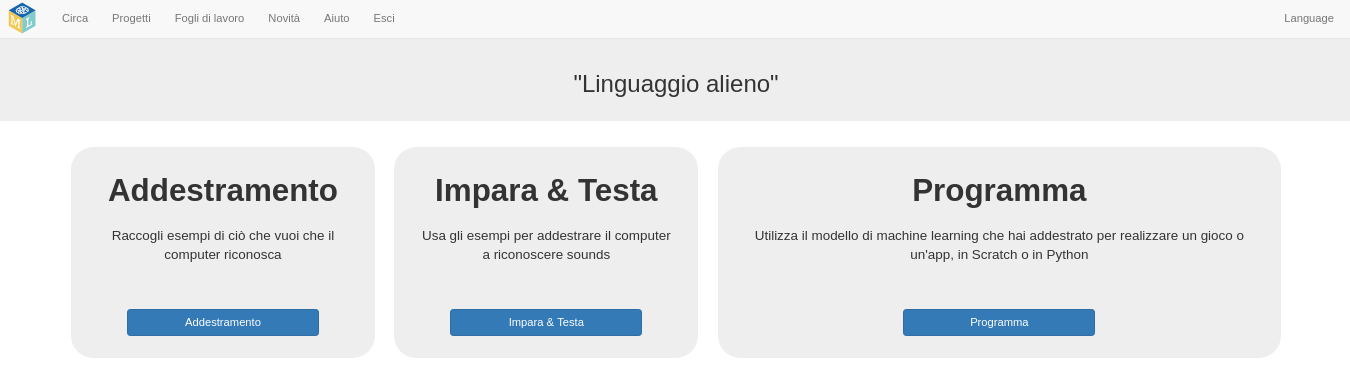 Circa Progetti Fogli di lavoro Novità Aiuto Esci Language
"Linguaggio alieno"
Addestramento
Raccogli esempi di ciò che vuoi che il
computer riconosca
Addestramento
Impara & Testa
Usa gli esempi per addestrare il computer
a riconoscere sounds
Impara & Testa
Programma
Utilizza il modello di machine learning che hai addestrato per realizzare un gioco o
un'app, in Scratch o in Python
Programma